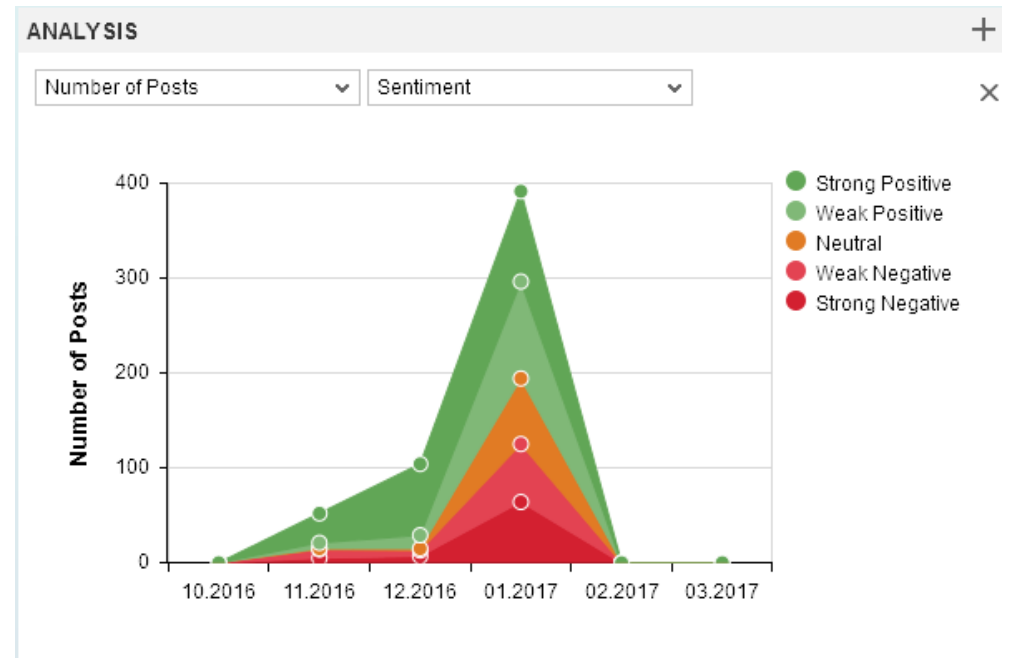 ANALYSIS
Number of Posts Sentiment
400
Strong Positive
Weak Positive
Neutral
300
Weak Negative
Strong Negative
Number of Posts
200
100
0
10.2016 11.2016 12.2016 01.2017 02.2017 03.2017